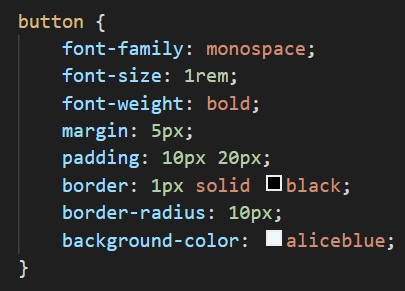 button {
    font-family: monospace;
    font-size: 1rem;
    font-weight: bold;
    margin: 5px;
    padding: 10px 20px;
    border: 1px solid black;
    border-radius: 10px;
    background-color: aliceblue;
}